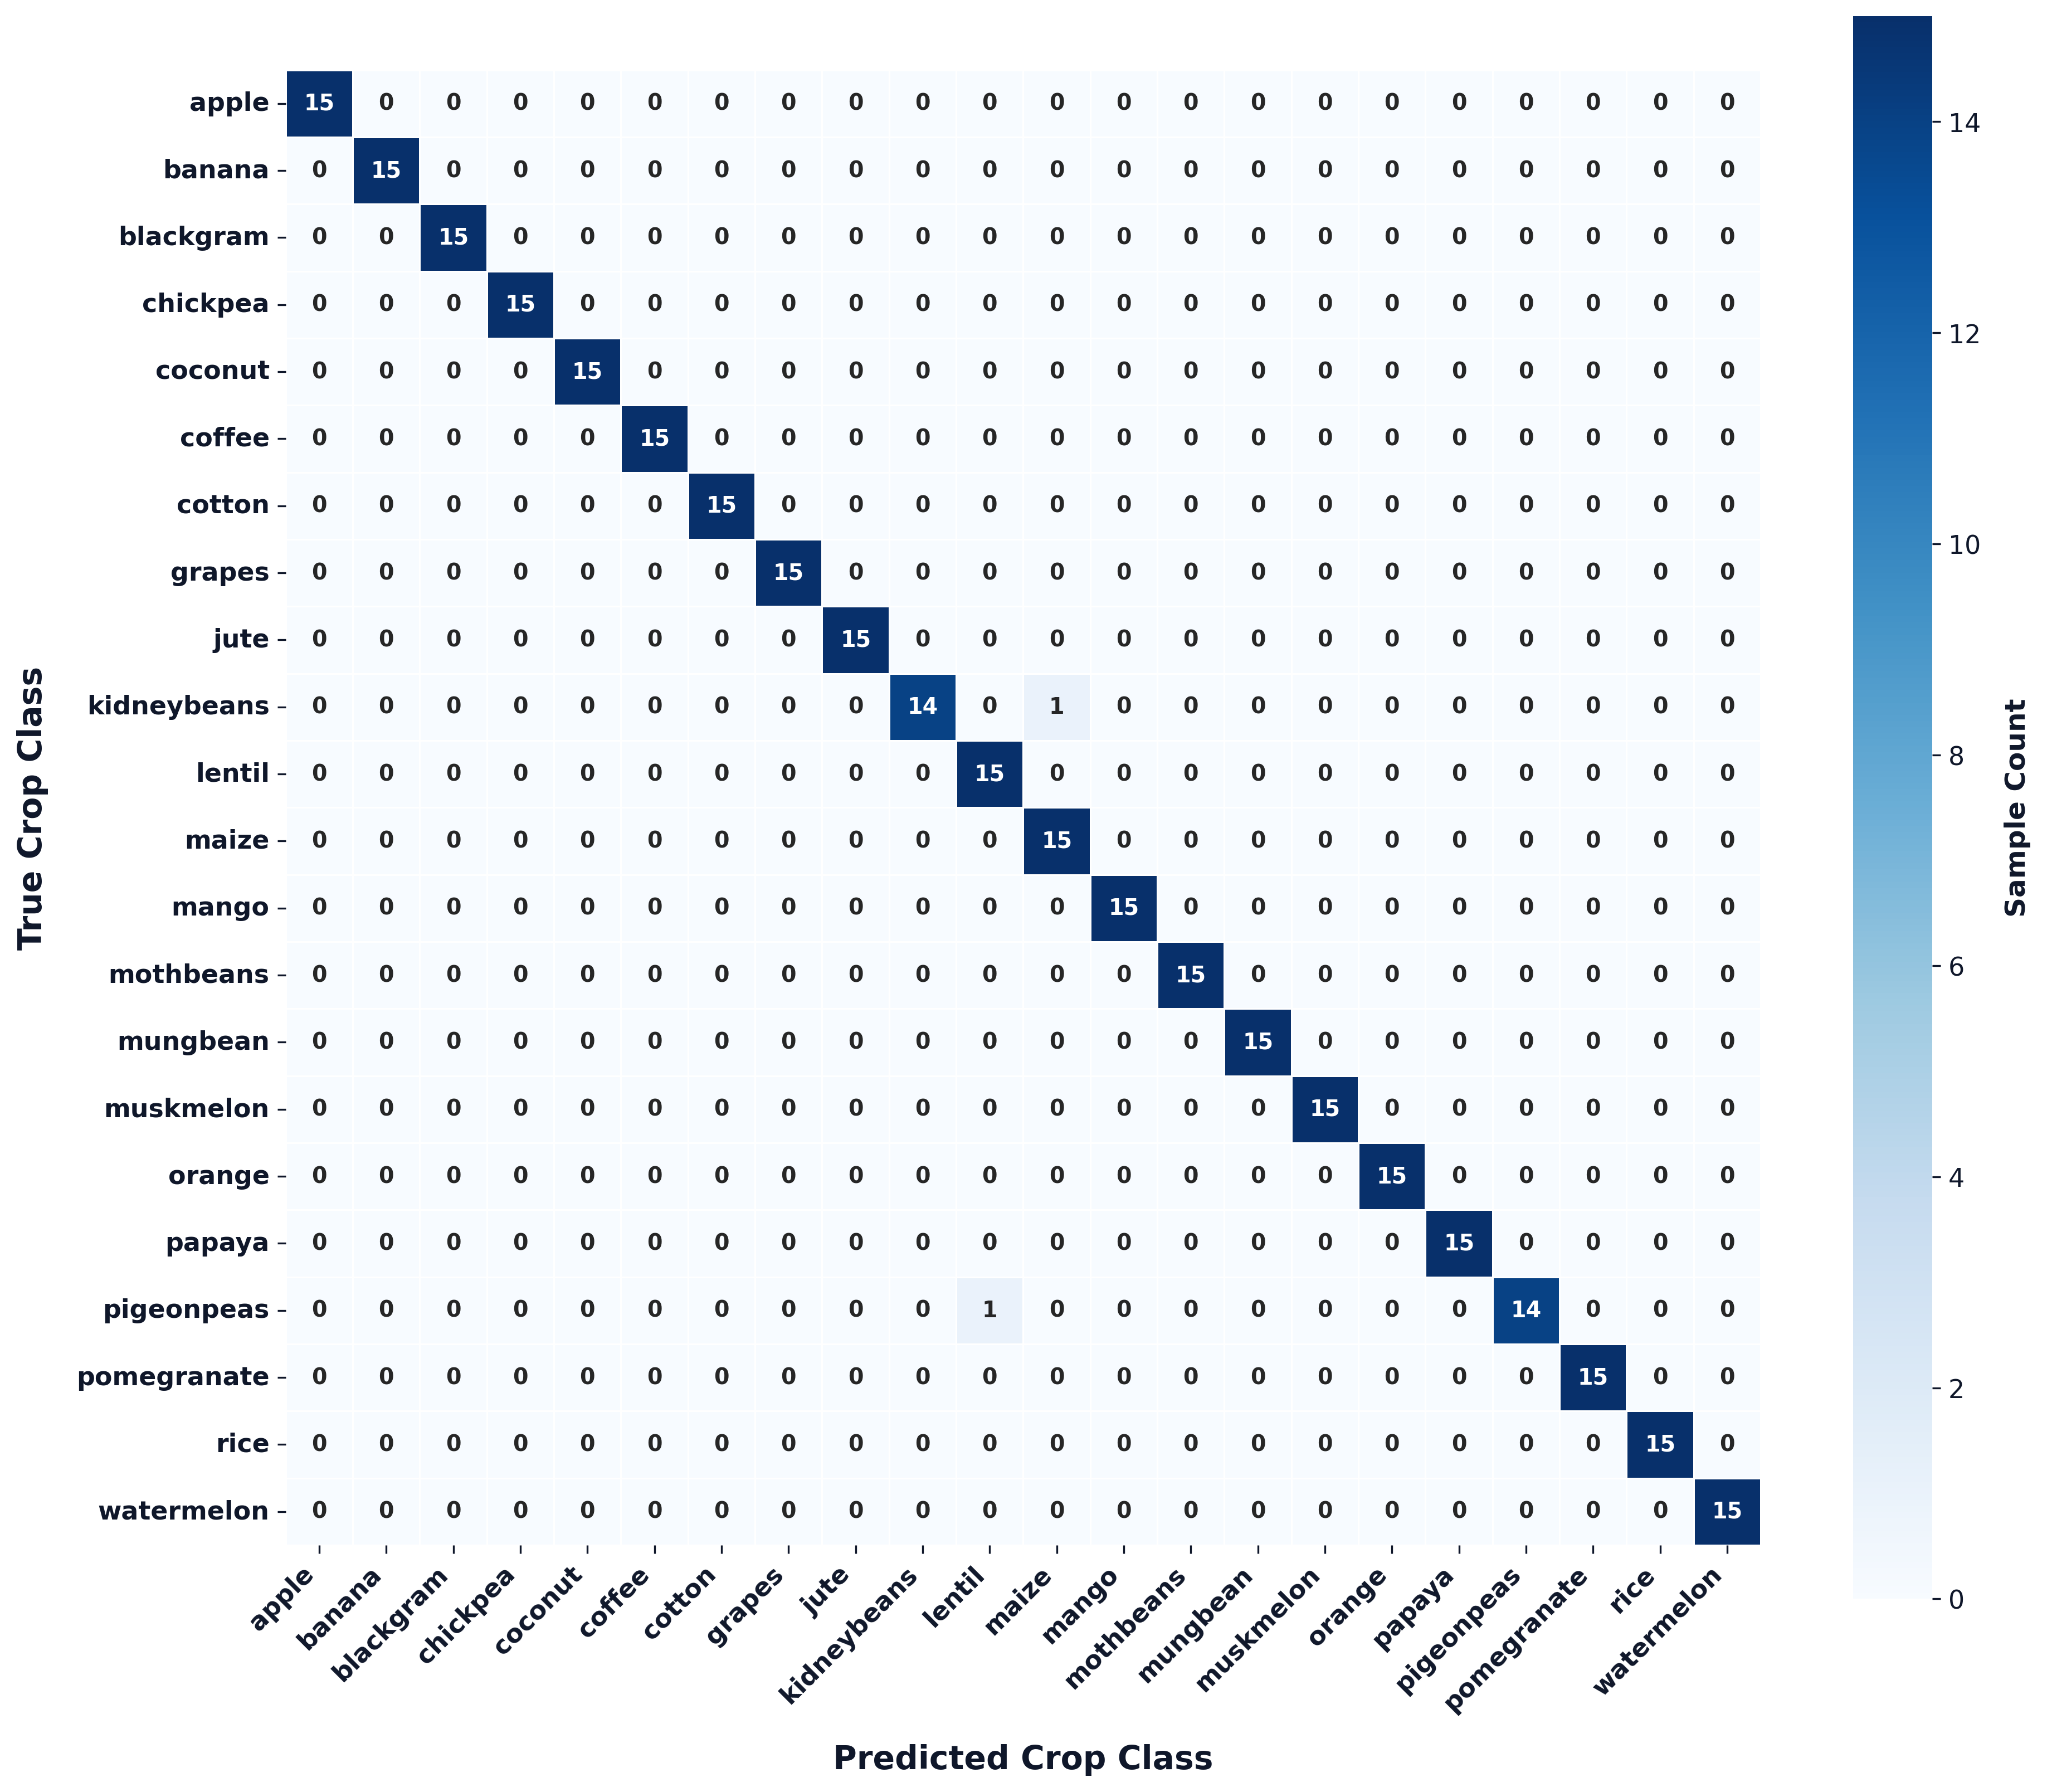 apple 15 0 0 0 0 0 0 0 0 0 0 0 0 0 0 0 0 0 0 0 0 0
banana 0 15 0 0 0 0 0 0 0 0 0 0 0 0 0 0 0 0 0 0 0 0
blackgram 0 0 15 0 0 0 0 0 0 0 0 0 0 0 0 0 0 0 0 0 0 0
chickpea 0 0 0 15 0 0 0 0 0 0 0 0 0 0 0 0 0 0 0 0 0 0
coconut 0 0 0 0 15 0 0 0 0 0 0 0 0 0 0 0 0 0 0 0 0 0
coffee 0 0 0 0 0 15 0 0 0 0 0 0 0 0 0 0 0 0 0 0 0 0
cotton 0 0 0 0 0 0 15 0 0 0 0 0 0 0 0 0 0 0 0 0 0 0
grapes 0 0 0 0 0 0 0 15 0 0 0 0 0 0 0 0 0 0 0 0 0 0
jute 0 0 0 0 0 0 0 0 15 0 0 0 0 0 0 0 0 0 0 0 0 0
kidneybeans 0 0 0 0 0 0 0 0 0 14 0 1 0 0 0 0 0 0 0 0 0 0
lentil 0 0 0 0 0 0 0 0 0 0 15 0 0 0 0 0 0 0 0 0 0 0
maize 0 0 0 0 0 0 0 0 0 0 0 15 0 0 0 0 0 0 0 0 0 0
mango 0 0 0 0 0 0 0 0 0 0 0 0 15 0 0 0 0 0 0 0 0 0
mothbeans 0 0 0 0 0 0 0 0 0 0 0 0 0 15 0 0 0 0 0 0 0 0
mungbean 0 0 0 0 0 0 0 0 0 0 0 0 0 0 15 0 0 0 0 0 0 0
muskmelon 0 0 0 0 0 0 0 0 0 0 0 0 0 0 0 15 0 0 0 0 0 0
orange 0 0 0 0 0 0 0 0 0 0 0 0 0 0 0 0 15 0 0 0 0 0
papaya 0 0 0 0 0 0 0 0 0 0 0 0 0 0 0 0 0 15 0 0 0 0
pigeonpeas 0 0 0 0 0 0 0 0 0 0 1 0 0 0 0 0 0 0 14 0 0 0
pomegranate 0 0 0 0 0 0 0 0 0 0 0 0 0 0 0 0 0 0 0 15 0 0
rice 0 0 0 0 0 0 0 0 0 0 0 0 0 0 0 0 0 0 0 0 15 0
watermelon 0 0 0 0 0 0 0 0 0 0 0 0 0 0 0 0 0 0 0 0 0 15
apple banana blackgram chickpea coconut coffee cotton grapes jute kidneybeans lentil maize mango mothbeans mungbean muskmelon orange papaya pigeonpeas pomegranate rice watermelon
Predicted Crop Class
True Crop Class
14
12
10
8
6
4
2
0
Sample Count